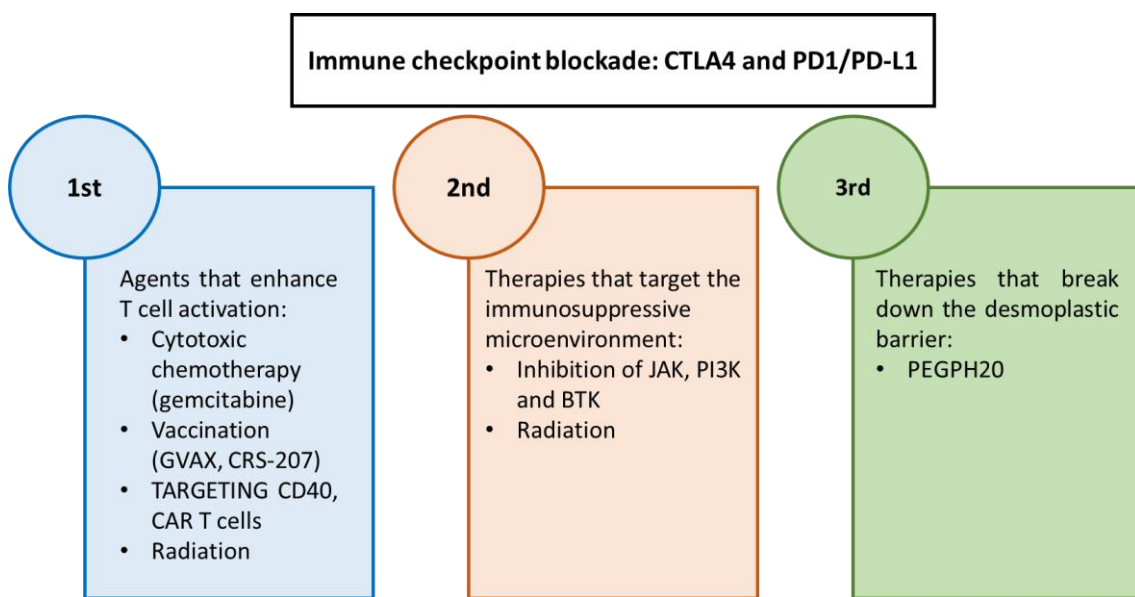 Immune checkpoint blockade: CTLA4 and PD1/PD-L1
1st
Agents that enhance
T cell activation:
• Cytotoxic
chemotherapy
(gemcitabine)
• Vaccination
(GVAX, CRS-207)
• TARGETING CD40,
CAR T cells
• Radiation
2nd
Therapies that target the
immunosuppressive
microenvironment:
• Inhibition of JAK, PI3K
and BTK
• Radiation
3rd
Therapies that break
down the desmoplastic
barrier:
• PEGPH20